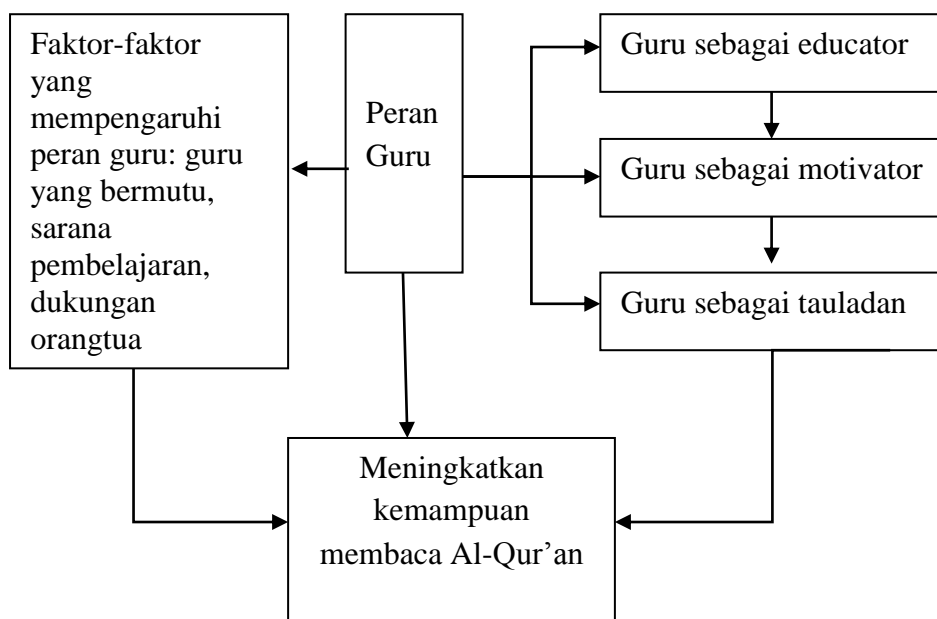 Faktor-faktor
yang
mempengaruhi
peran guru: guru
yang bermutu,
sarana
pembelajaran,
dukungan
orangtua
Peran
Guru
Guru sebagai educator
Guru sebagai motivator
Guru sebagai tauladan
Meningkatkan
kemampuan
membaca Al-Qur’an